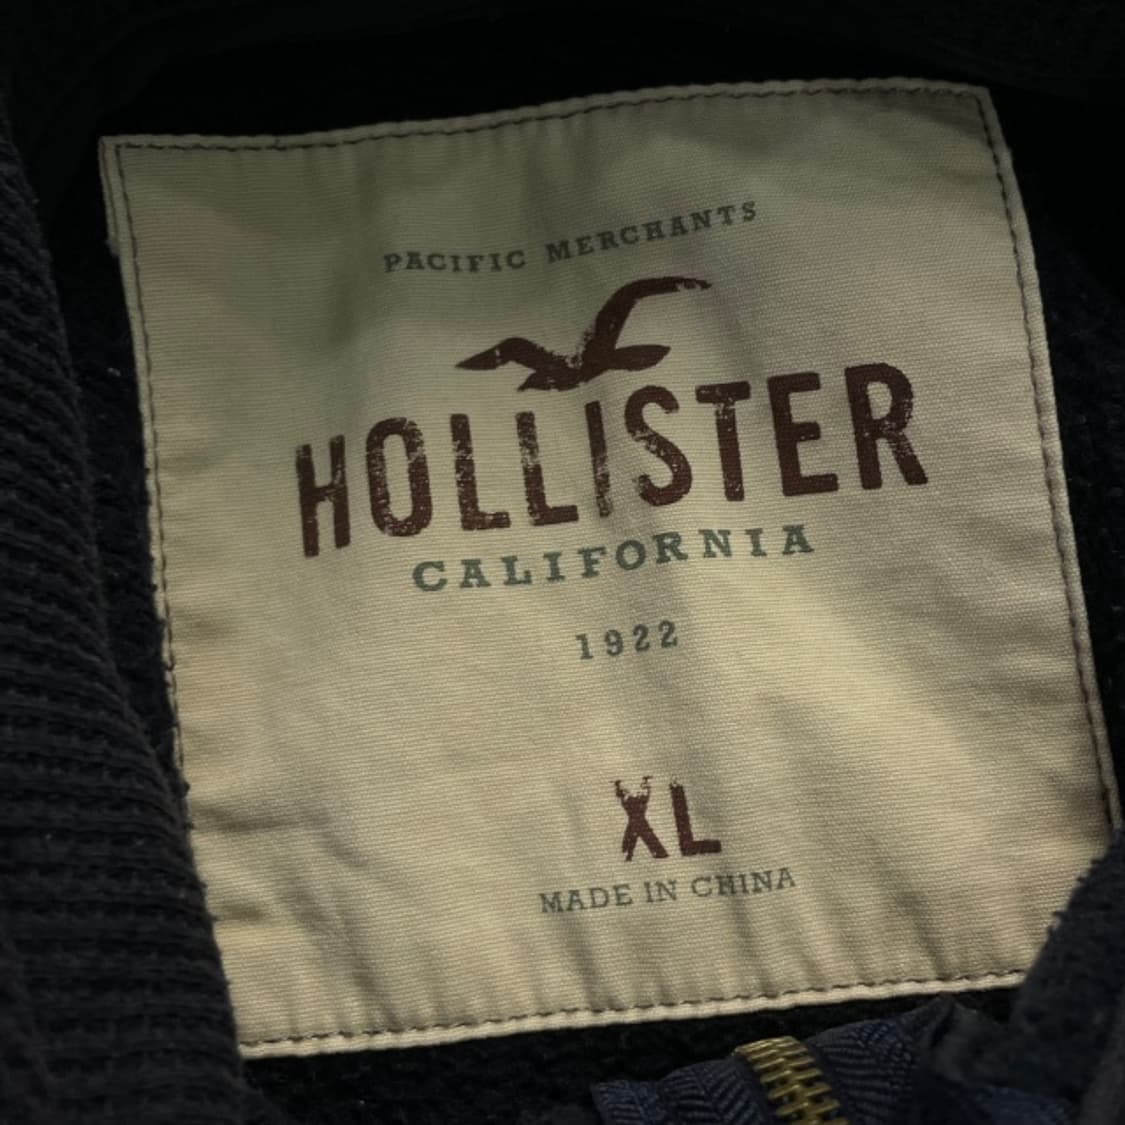 PACIFIC MERCHANTS
HOLLISTER
CALIFORNIA
1922
XL
MADE IN CHINA